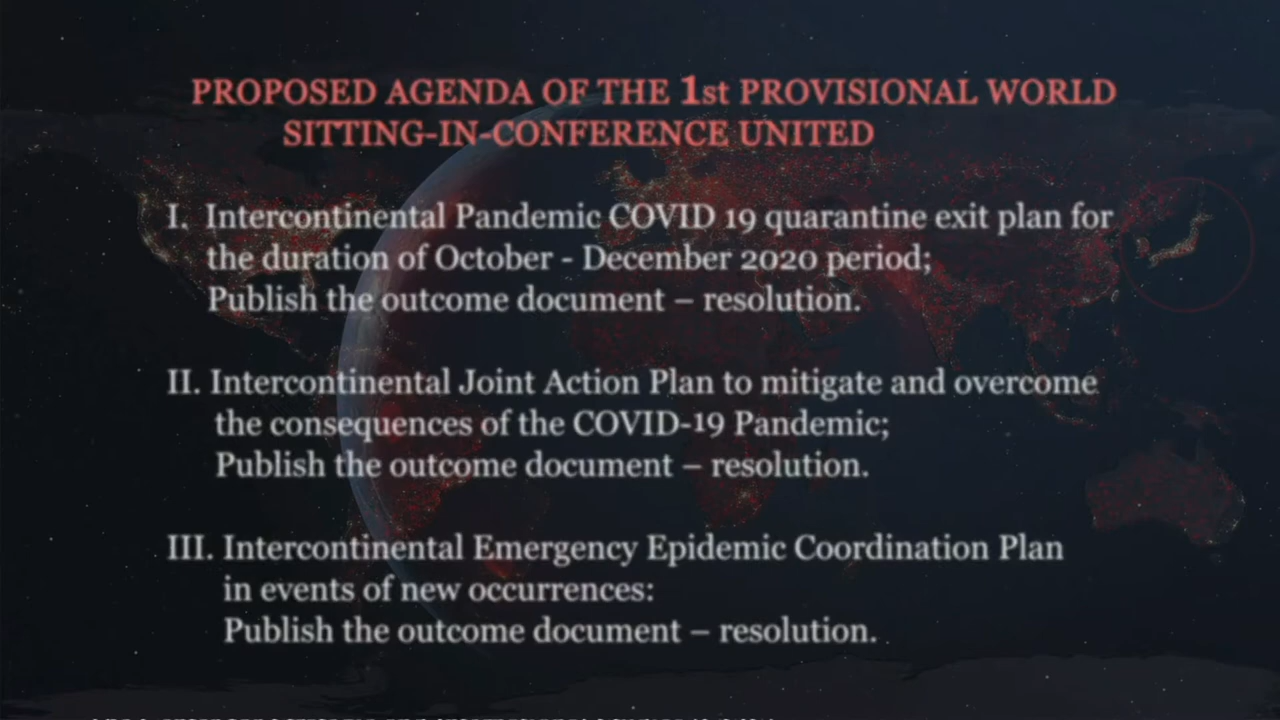 PROPOSED AGENDA OF THE 1st PROVISIONAL WORLD
SITTING-IN-CONFERENCE UNITED
I. Intercontinental Pandemic COVID 19 quarantine exit plan for
the duration of October - December 2020 period;
Publish the outcome document – resolution.
II. Intercontinental Joint Action Plan to mitigate and overcome
the consequences of the COVID-19 Pandemic;
Publish the outcome document – resolution.
III. Intercontinental Emergency Epidemic Coordination Plan
in events of new occurrences:
Publish the outcome document – resolution.